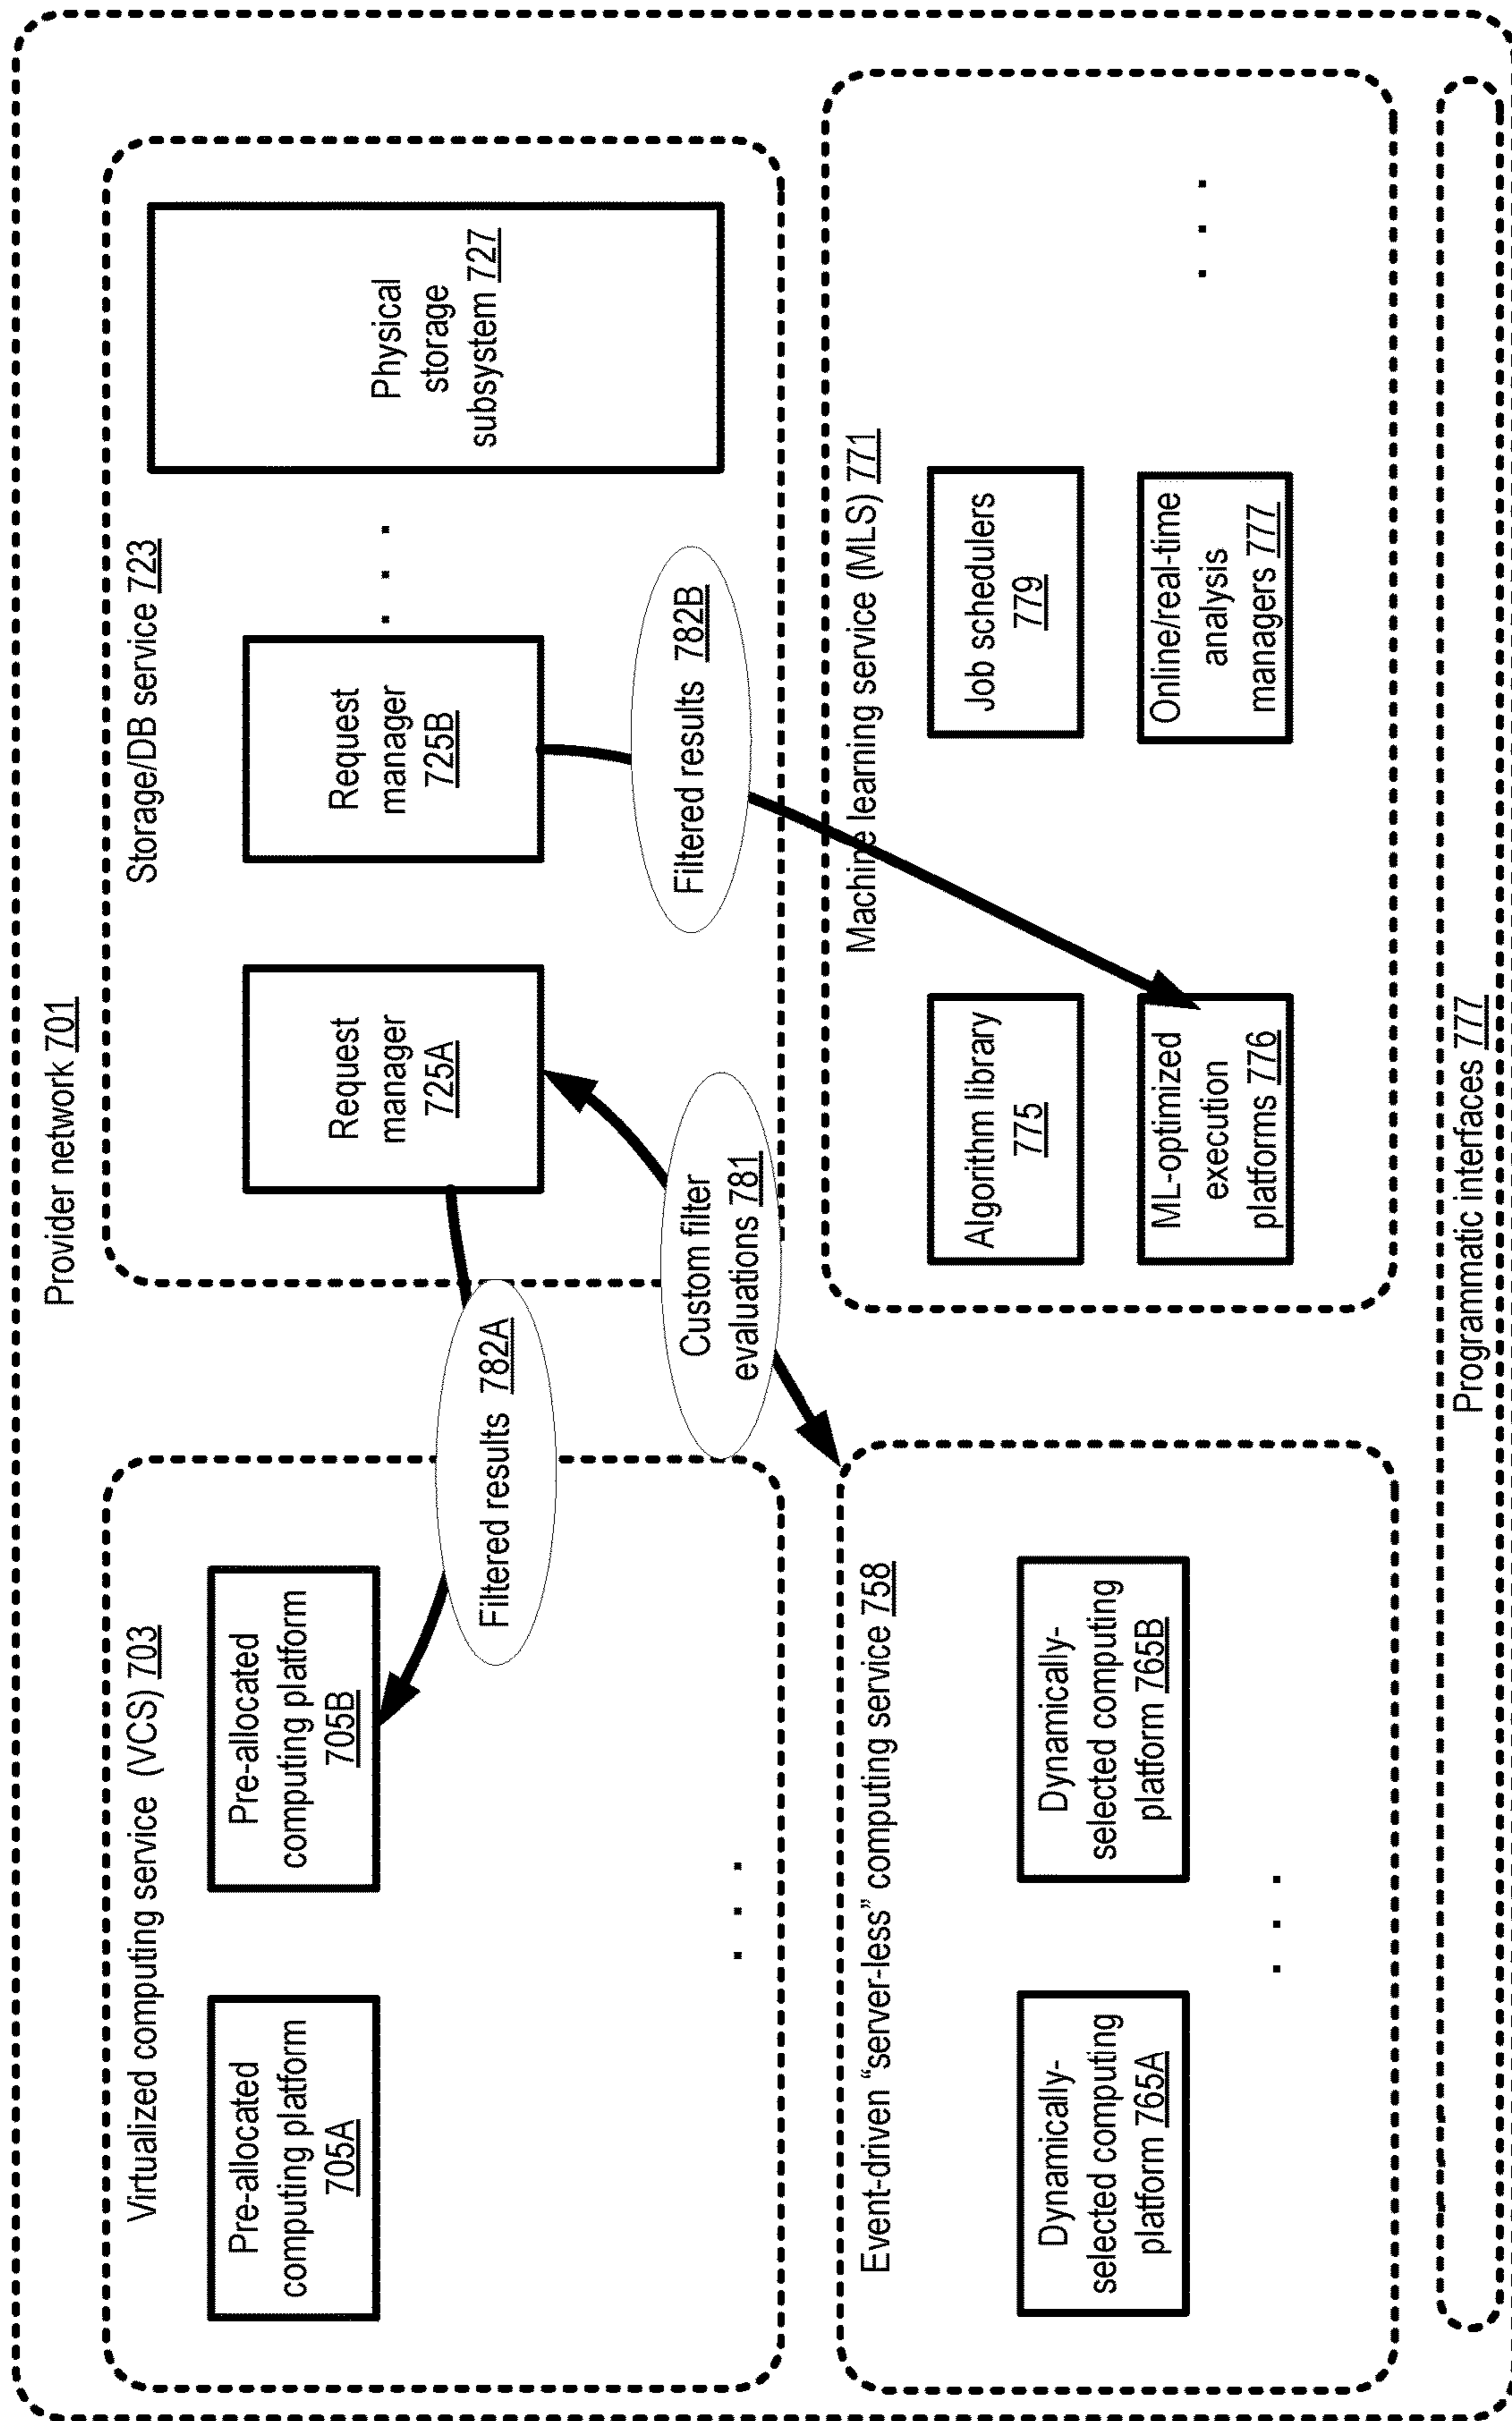 Provider network 701
Virtualized computing service (VCS) 703
Pre-allocated
computing platform
705A
Pre-allocated
computing platform
705B
. . .
Filtered results 782A
Storage/DB service 723
Request
manager
725A
Request
manager
725B
. . .
Physical
storage
subsystem 727
Custom filter
evaluations 781
Filtered results 782B
Event-driven “server-less” computing service 758
Dynamically-
selected computing
platform 765A
Dynamically-
selected computing
platform 765B
. . .
Machine learning service (MLS) 771
Algorithm library
775
Job schedulers
779
ML-optimized
execution
platforms 776
Online/real-time
analysis
managers 777
. . .
Programmatic interfaces 777